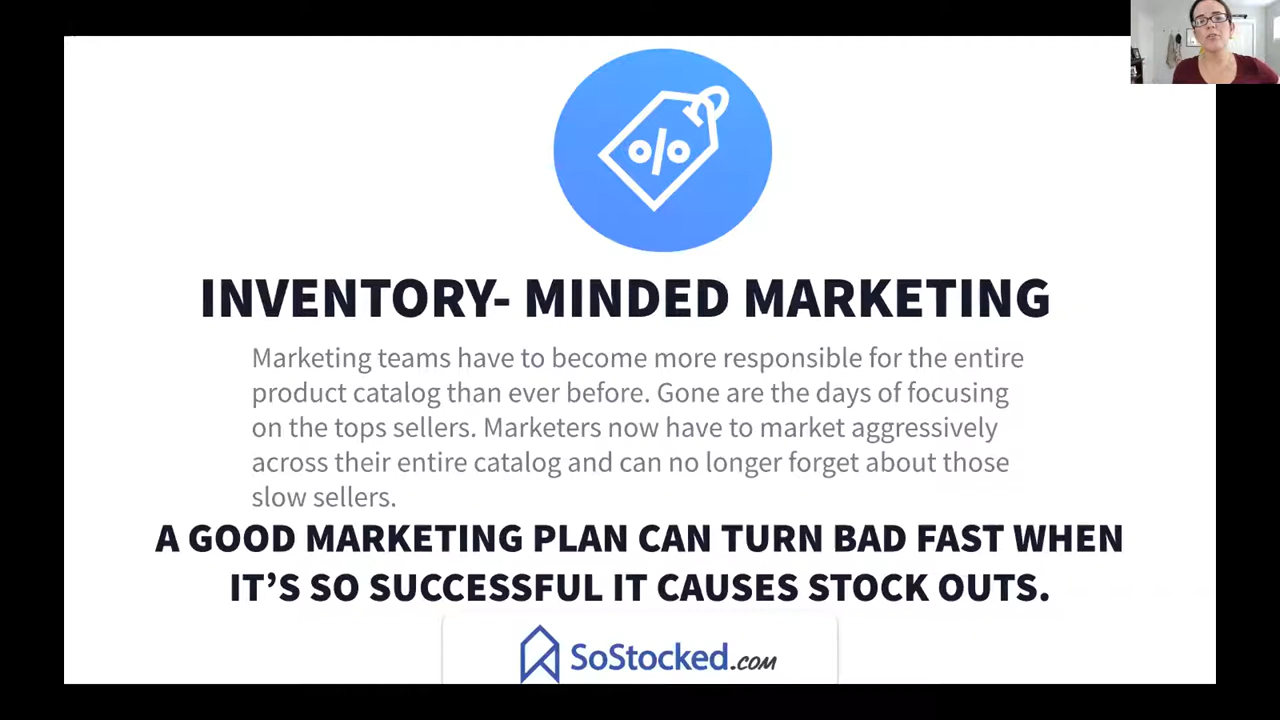 %
INVENTORY- MINDED MARKETING
Marketing teams have to become more responsible for the entire
product catalog than ever before. Gone are the days of focusing
on the tops sellers. Marketers now have to market aggressively
across their entire catalog and can no longer forget about those
slow sellers.
A GOOD MARKETING PLAN CAN TURN BAD FAST WHEN
IT’S SO SUCCESSFUL IT CAUSES STOCK OUTS.
SoStocked.com